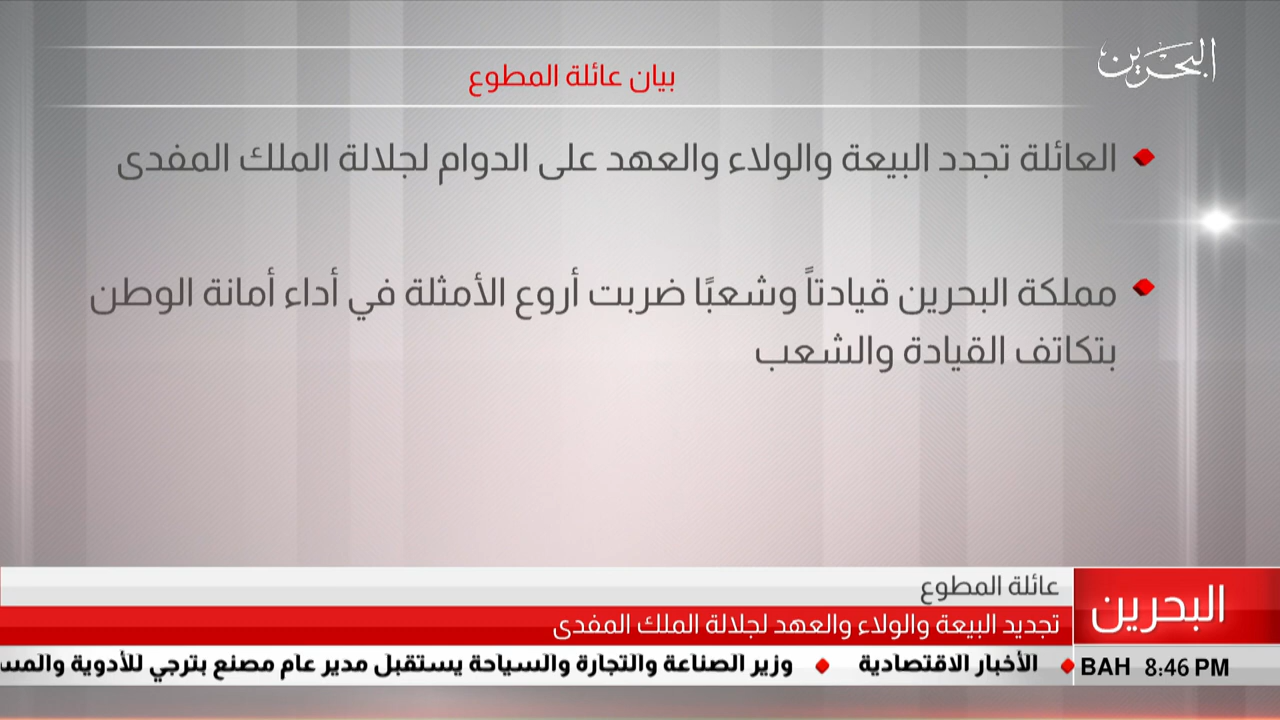 البحرين
بيان عائلة المطوع
العائلة تجدد البيعة والولاء والعهد على الدوام لجلالة الملك المفدى
مملكة البحرين قيادتاً وشعبًا ضربت أروع الأمثلة في أداء أمانة الوطن
بتكاتف القيادة والشعب
عائلة المطوع
البحرين
تجديد البيعة والولاء والعهد لجلالة الملك المفدى
BAH 8:46 PM
الأخبار الاقتصادية ♦ وزير الصناعة والتجارة والسياحة يستقبل مدير عام مصنع بترجي للأدوية والمس